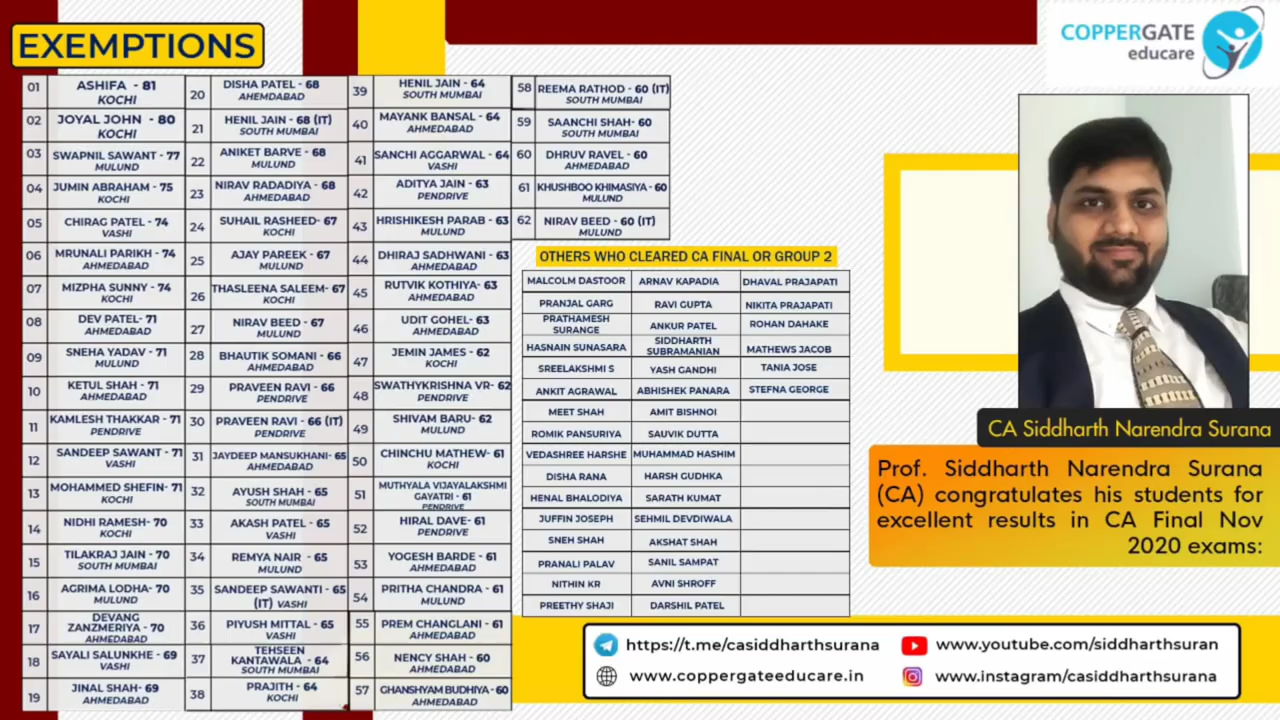 EXEMPTIONS
COPPERGATE
educare
01 ASHIFA - 81
KOCHI
02 JOYAL JOHN - 80
KOCHI
03 SWAPNIL SAWANT - 77
MULUND
04 JUMIN ABRAHAM - 75
KOCHI
05 CHIRAG PATEL - 74
VASHI
06 MRUNALI PARIKH - 74
AHMEDABAD
07 MIZPHA SUNNY - 74
KOCHI
08 DEV PATEL- 71
AHMEDABAD
09 SNEHA YADAV - 71
MULUND
10 KETUL SHAH - 71
AHMEDABAD
11 KAMLESH THAKKAR - 71
PENDRIVE
12 SANDEEP SAWANT - 71
VASHI
13 MOHAMMED SHEFIN- 71
KOCHI
14 NIDHI RAMESH- 70
KOCHI
15 TILAKRAJ JAIN - 70
SOUTH MUMBAI
16 AGRIMA LODHA- 70
MULUND
17 DEVANG
ZANZMERIYA - 70
AHMEDABAD
18 SAYALI SALUNKHE - 69
VASHI
19 JINAL SHAH- 69
AHMEDABAD
20 DISHA PATEL - 68
AHEMDABAD
21 HENIL JAIN - 68 (IT)
SOUTH MUMBAI
22 ANIKET BARVE - 68
MULUND
23 NIRAV RADADIYA - 68
AHMEDABAD
24 SUHAIL RASHEED- 67
KOCHI
25 AJAY PAREEK - 67
MULUND
26 THASLEENA SALEEM- 67
KOCHI
27 NIRAV BEED - 67
MULUND
28 BHAUTIK SOMANI - 66
AHMEDABAD
29 PRAVEEN RAVI - 66
PENDRIVE
30 PRAVEEN RAVI - 66 (IT)
PENDRIVE
31 JAYDEEP MANSUKHANI- 65
AHMEDABAD
32 AYUSH SHAH - 65
SOUTH MUMBAI
33 AKASH PATEL - 65
VASHI
34 REMYA NAIR - 65
MULUND
35 SANDEEP SAWANTI - 65
(IT) VASHI
36 PIYUSH MITTAL - 65
VASHI
37 TEHSEEN
KANTAWALA - 64
SOUTH MUMBAI
38 PRAJITH - 64
KOCHI
39 HENIL JAIN - 64
SOUTH MUMBAI
40 MAYANK BANSAL - 64
AHMEDABAD
41 SANCHI AGGARWAL - 64
VASHI
42 ADITYA JAIN - 63
PENDRIVE
43 HRISHIKESH PARAB - 63
MULUND
44 DHIRAJ SADHWANI - 63
AHMEDABAD
45 RUTVIK KOTHIYA- 63
AHMEDABAD
46 UDIT GOHEL- 63
AHMEDABAD
47 JEMIN JAMES - 62
KOCHI
48 SWATHYKRISHNA VR- 62
PENDRIVE
49 SHIVAM BARU- 62
MULUND
50 CHINCHU MATHEW- 61
KOCHI
51 MUTHYALA VIJAYALAKSHMI
GAYATRI - 61
PENDRIVE
52 HIRAL DAVE- 61
PENDRIVE
53 YOGESH BARDE - 61
AHMEDABAD
54 PRITHA CHANDRA - 61
MULUND
55 PREM CHANGLANI - 61
AHMEDABAD
56 NENCY SHAH - 60
AHMEDABAD
57 GHANSHYAM BUDHIYA - 60
AHMEDABAD
58 REEMA RATHOD - 60 (IT)
SOUTH MUMBAI
59 SAANCHI SHAH- 60
SOUTH MUMBAI
60 DHRUV RAVEL - 60
AHMEDABAD
61 KHUSHBOO KHIMASIYA - 60
MULUND
62 NIRAV BEED - 60 (IT)
MULUND
OTHERS WHO CLEARED CA FINAL OR GROUP 2
MALCOLM DASTOOR ARNAV KAPADIA DHAVAL PRAJAPATI
PRANJAL GARG RAVI GUPTA NIKITA PRAJAPATI
PRATHAMESH
SURANGE ANKUR PATEL ROHAN DAHAKE
HASNAIN SUNASARA SIDDHARTH
SUBRAMANIAN MATHEWS JACOB
SREELAKSHMI S YASH GANDHI TANIA JOSE
ANKIT AGRAWAL ABHISHEK PANARA STEFNA GEORGE
MEET SHAH AMIT BISHNOI
ROMIK PANSURIYA SAUVIK DUTTA
VEDASHREE HARSHE MUHAMMAD HASHIM
DISHA RANA HARSH GUDHKA
HENAL BHALODIYA SARATH KUMAT
JUFFIN JOSEPH SEHMIL DEVDIWALA
SNEH SHAH AKSHAT SHAH
PRANALI PALAV SANIL SAMPAT
NITHIN KR AVNI SHROFF
PREETHY SHAJI DARSHIL PATEL
CA Siddharth Narendra Surana
Prof. Siddharth Narendra Surana
(CA) congratulates his students for
excellent results in CA Final Nov
2020 exams:
https://t.me/casiddharthsurana www.youtube.com/siddharthsuran
www.coppergateeducare.in www.instagram/casiddharthsurana